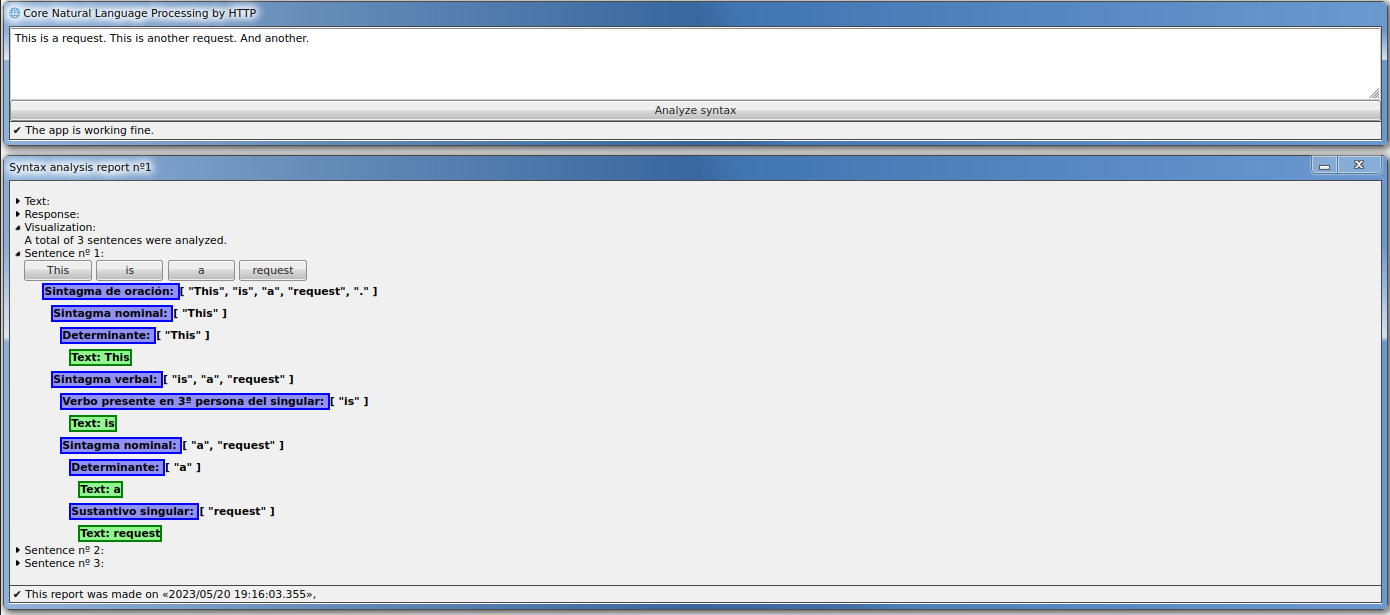 Core Natural Language Processing by HTTP
This is a request. This is another request. And another.
Analyze syntax
✔ The app is working fine.
Syntax analysis report nº1
Text:
Response:
Visualization:
A total of 3 sentences were analyzed.
Sentence nº 1:
This is a request
Sintagma de oración: [ "This", "is", "a", "request", "." ]
Sintagma nominal: [ "This" ]
Determinante: [ "This" ]
Text: This
Sintagma verbal: [ "is", "a", "request" ]
Verbo presente en 3ª persona del singular: [ "is" ]
Text: is
Sintagma nominal: [ "a", "request" ]
Determinante: [ "a" ]
Text: a
Sustantivo singular: [ "request" ]
Text: request
Sentence nº 2:
Sentence nº 3:
✔ This report was made on «2023/05/20 19:16:03.355»,